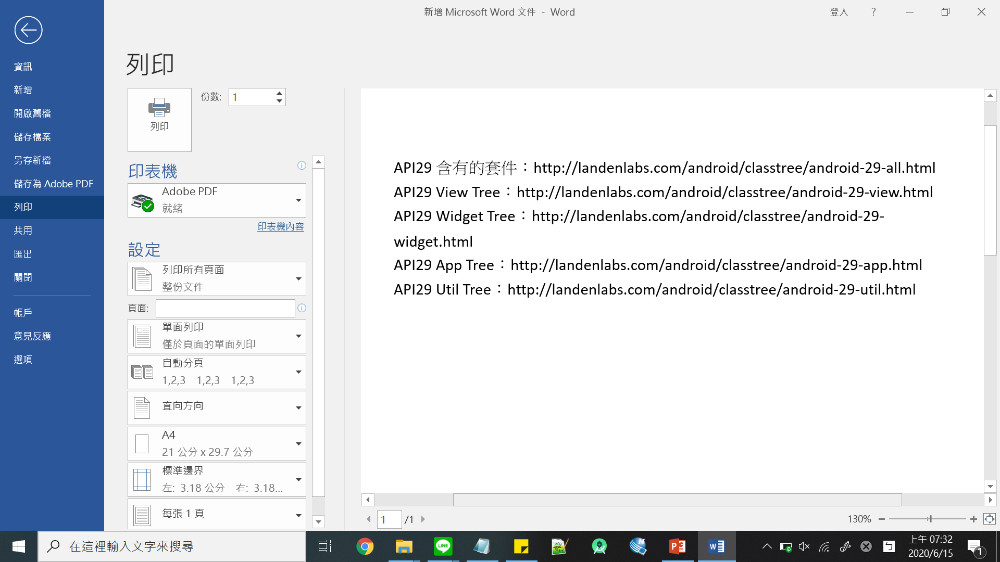 新增 Microsoft Word 文件 - Word
登入
?
資訊
新增
開啟舊檔
儲存檔案
另存新檔
儲存為 Adobe PDF
列印
共用
匯出
關閉
帳戶
意見反應
選項
列印
列印
份數:
1
印表機
Adobe PDF
就緒
印表機內容
設定
列印所有頁面
整份文件
頁面:
單面列印
僅於頁面的單面列印
自動分頁
1,2,3 1,2,3 1,2,3
直向方向
A4
21 公分 x 29.7 公分
標準邊界
左: 3.18 公分 右: 3.18...
每張 1 頁
API29 含有的套件：http://landenlabs.com/android/classtree/android-29-all.html
API29 View Tree：http://landenlabs.com/android/classtree/android-29-view.html
API29 Widget Tree：http://landenlabs.com/android/classtree/android-29-
widget.html
API29 App Tree：http://landenlabs.com/android/classtree/android-29-app.html
API29 Util Tree：http://landenlabs.com/android/classtree/android-29-util.html
1 /1
130%
在這裡輸入文字來搜尋
LINE
ㄅ
上午 07:32
2020/6/15
1